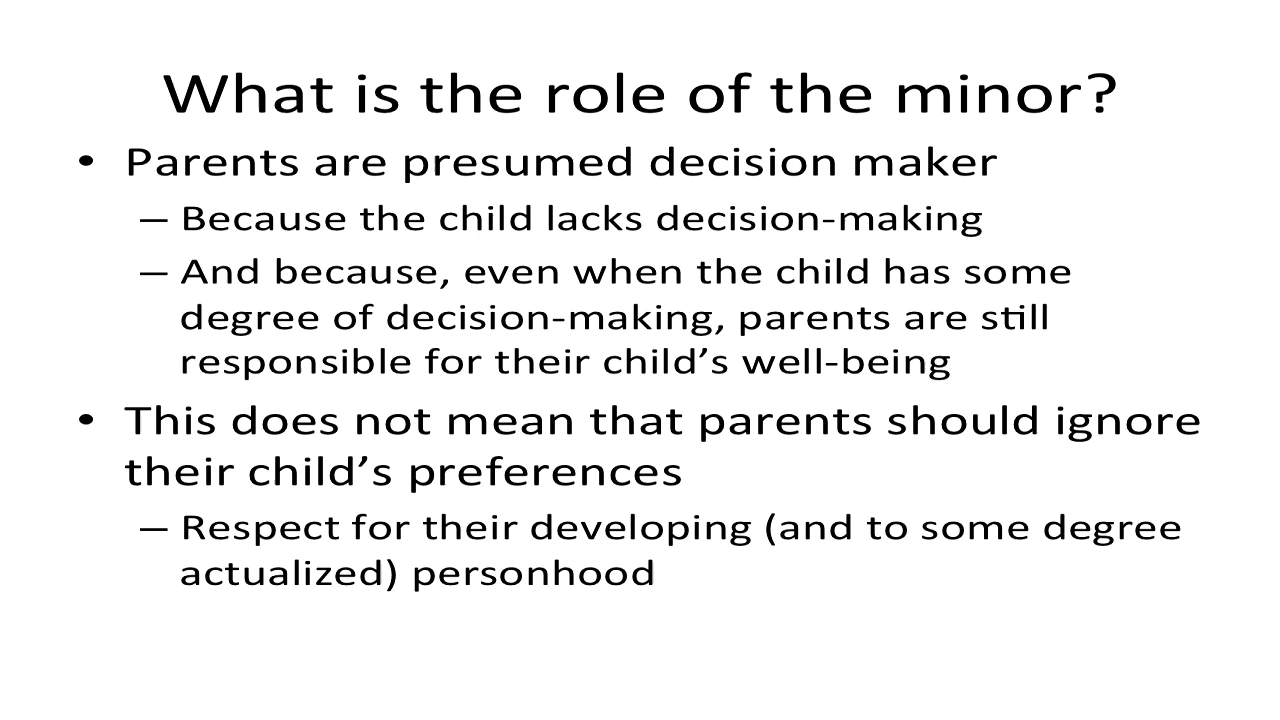 What is the role of the minor?
• Parents are presumed decision maker
– Because the child lacks decision-making
– And because, even when the child has some
degree of decision-making, parents are still
responsible for their child’s well-being
• This does not mean that parents should ignore
their child’s preferences
– Respect for their developing (and to some degree
actualized) personhood